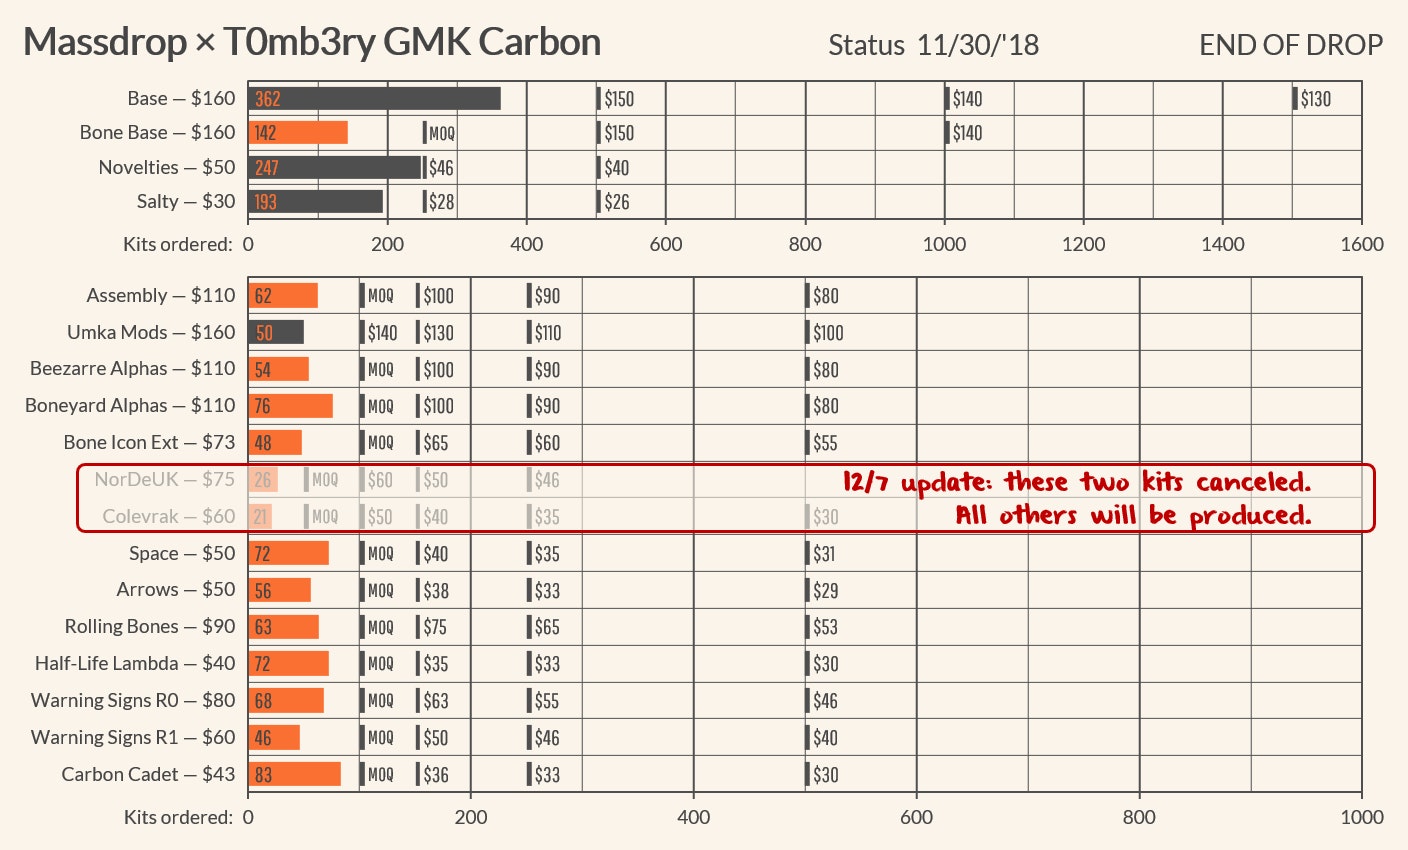 Massdrop × T0mb3ry GMK Carbon Status 11/30/'18 END OF DROP
Base — $160 362 $150 $140 $130
Bone Base — $160 142 MOQ $150 $140
Novelties — $50 247 $46 $40
Salty — $30 193 $28 $26
Kits ordered: 0 200 400 600 800 1000 1200 1400 1600
Assembly — $110 62 MOQ $100 $90 $80
Umka Mods — $160 50 $140 $130 $110 $100
Beezarre Alphas — $110 54 MOQ $100 $90 $80
Boneyard Alphas — $110 76 MOQ $100 $90 $80
Bone Icon Ext — $73 48 MOQ $65 $60 $55
NorDeUK — $75 26 MOQ $60 $50 $46 12/7 update: these two kits canceled.
Colevrak — $60 21 MOQ $50 $40 $35 $30 All others will be produced.
Space — $50 72 MOQ $40 $35 $31
Arrows — $50 56 MOQ $38 $33 $29
Rolling Bones — $90 63 MOQ $75 $65 $53
Half-Life Lambda — $40 72 MOQ $35 $33 $30
Warning Signs R0 — $80 68 MOQ $63 $55 $46
Warning Signs R1 — $60 46 MOQ $50 $46 $40
Carbon Cadet — $43 83 MOQ $36 $33 $30
Kits ordered: 0 200 400 600 800 1000